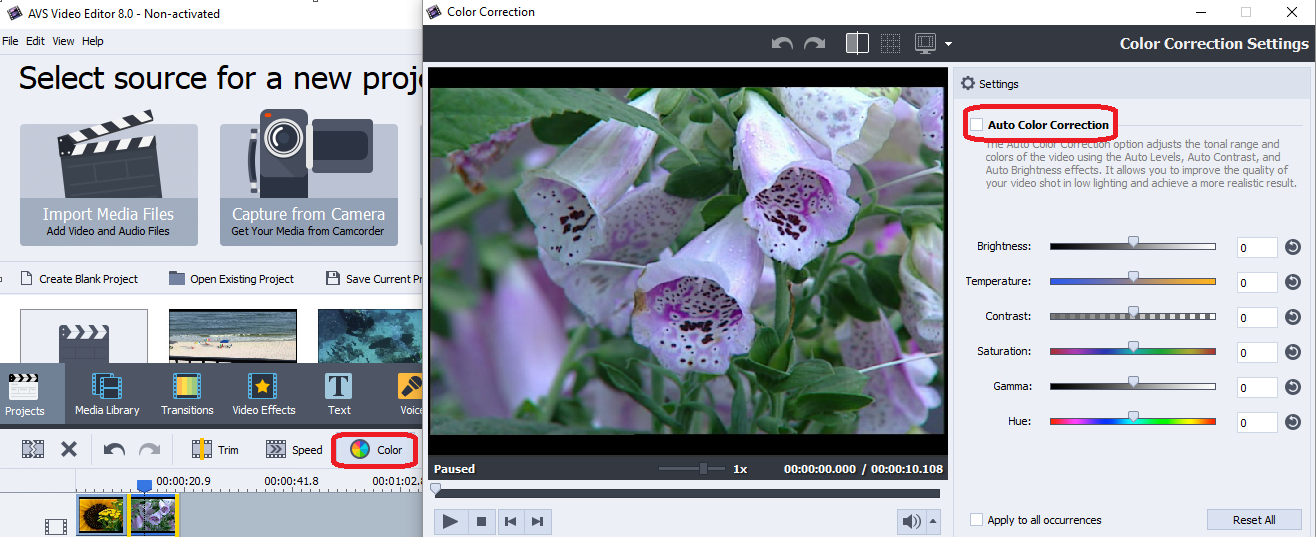 AVS Video Editor 8.0 - Non-activated
File Edit View Help
Select source for a new
Import Media Files
Add Video and Audio Files
Capture from Camera
Get Your Media from Camcorder
Create Blank Project
Open Existing Project
Save Current
Projects
Media Library
Transitions
Video Effects
Text
Trim
Speed
Color
00:00:20.9
00:00:41.8
00:01:02.8
Color Correction
Color Correction Settings
Paused
1x
00:00:00.000 / 00:00:10.108
Settings
Auto Color Correction
The Auto Color Correction option adjusts the tonal range and
colors of the video using the Auto Levels, Auto Contrast, and
Auto Brightness effects. It allows you to improve the quality of
your video shot in low lighting and achieve a more realistic result.
Brightness: 0
Temperature: 0
Contrast: 0
Saturation: 0
Gamma: 0
Hue: 0
Apply to all occurrences
Reset All